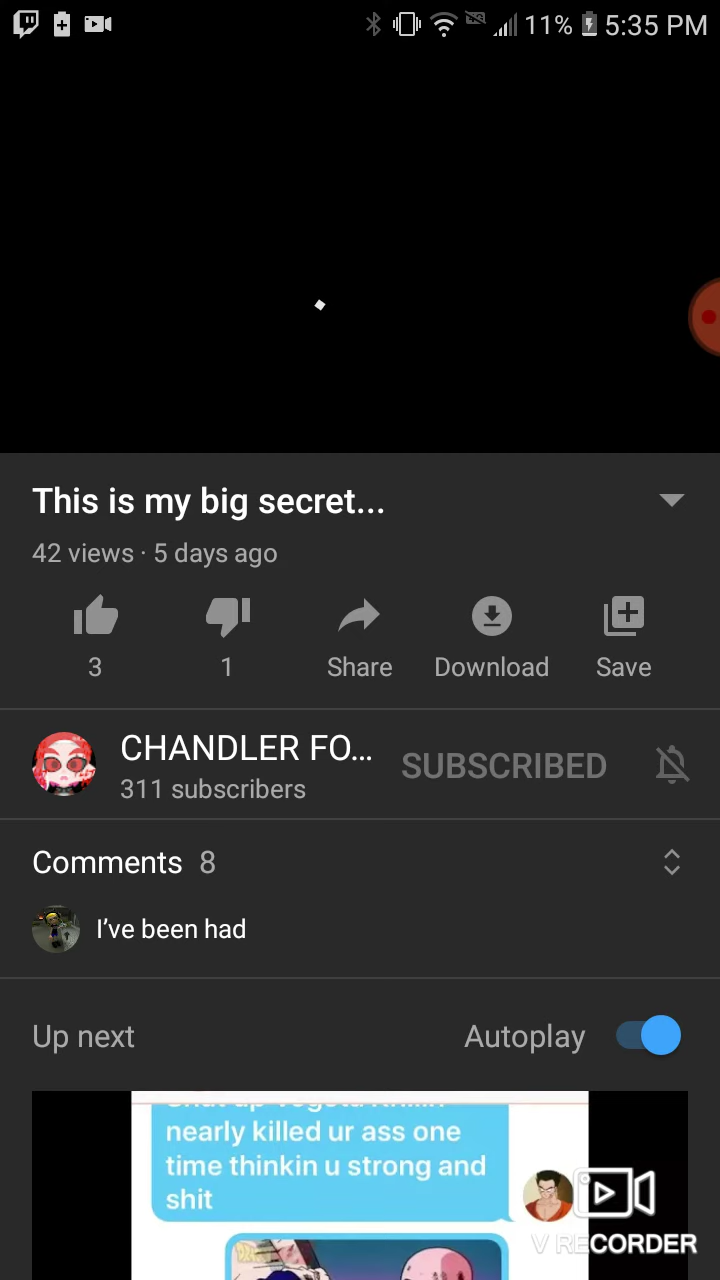 11% 5:35 PM
This is my big secret...
42 views · 5 days ago
3 1 Share Download Save
CHANDLER FO...
SUBSCRIBED
311 subscribers
Comments 8
I've been had
Up next Autoplay
nearly killed ur ass one
time thinkin u strong and
shit
V RECORDER